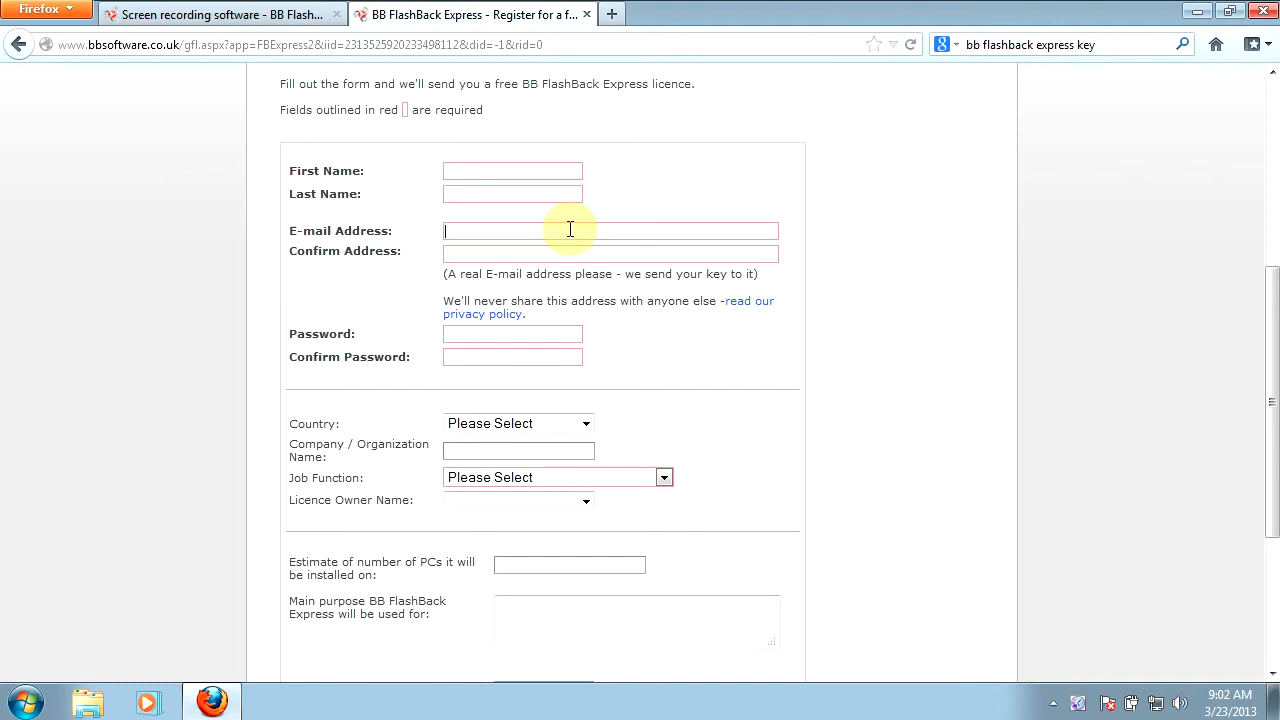 Firefox
Screen recording software - BB Flash...
BB FlashBack Express - Register for a f...
www.bbsoftware.co.uk/gfl.aspx?app=FBExpress2&iid=2313525920233498112&did=-1&rid=0
bb flashback express key
Fill out the form and we'll send you a free BB FlashBack Express licence.
Fields outlined in red are required
First Name:
Last Name:
E-mail Address:
Confirm Address:
(A real E-mail address please - we send your key to it)
We'll never share this address with anyone else -read our
privacy policy.
Password:
Confirm Password:
Country:
Please Select
Company / Organization
Name:
Job Function:
Please Select
Licence Owner Name:
Estimate of number of PCs it will
be installed on:
Main purpose BB FlashBack
Express will be used for:
9:02 AM
3/23/2013